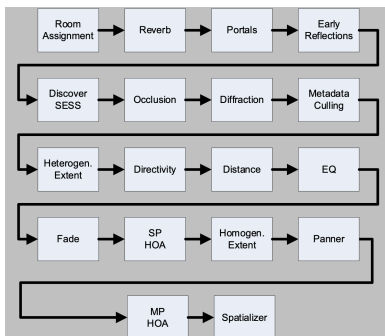 Room
Assignment
Reverb
Portals
Early
Reflections
Discover
SESS
Occlusion
Diffraction
Metadata
Culling
Heterogen.
Extent
Directivity
Distance
EQ
Fade
SP
HOA
Homogen.
Extent
Panner
MP
HOA
Spatializer